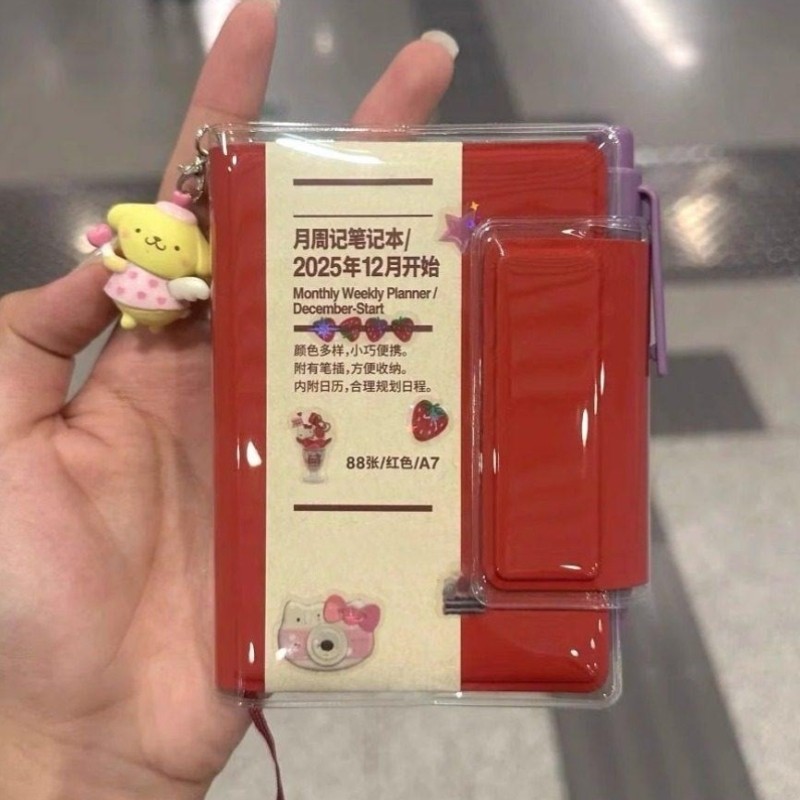 月周记笔记本/
2025年12月开始
Monthly Weekly Planner /
December-Start
颜色多样,小巧便携。
附有笔插,方便收纳。
内附日历,合理规划日程。
88张/红色/A7